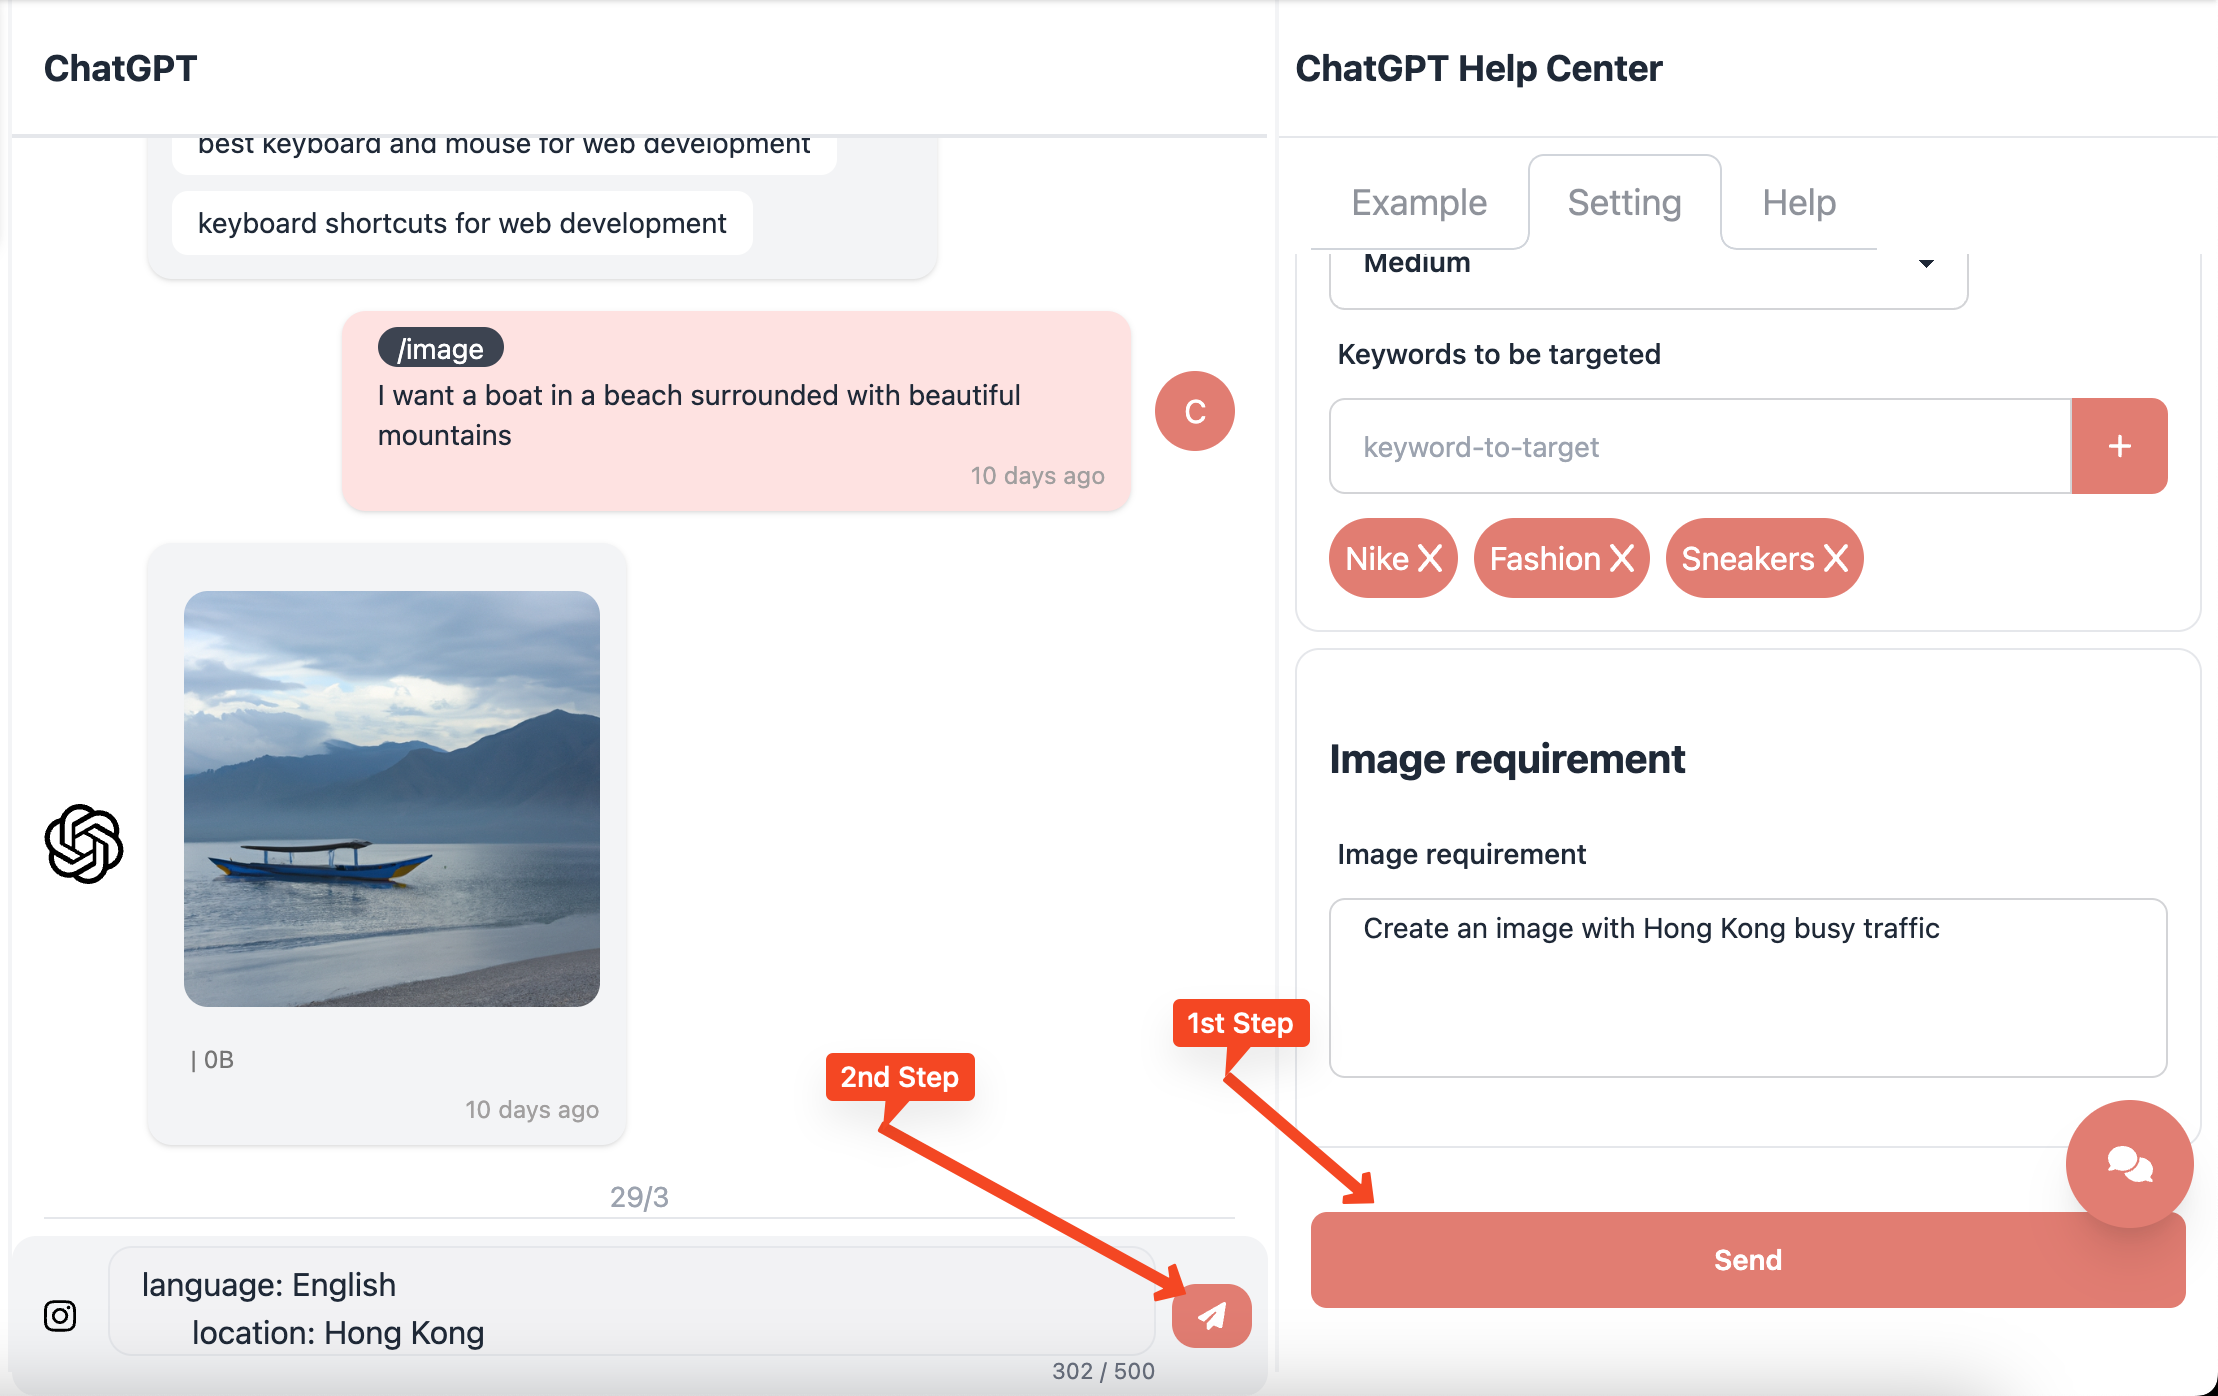 ChatGPT
best keyboard and mouse for web development
keyboard shortcuts for web development
/image
I want a boat in a beach surrounded with beautiful
mountains
10 days ago
C
| 0B
10 days ago
29/3
language: English
location: Hong Kong
302 / 500
2nd Step
1st Step
ChatGPT Help Center
Example
Setting
Help
Medium
Keywords to be targeted
keyword-to-target
+
Nike X
Fashion X
Sneakers X
Image requirement
Image requirement
Create an image with Hong Kong busy traffic
Send